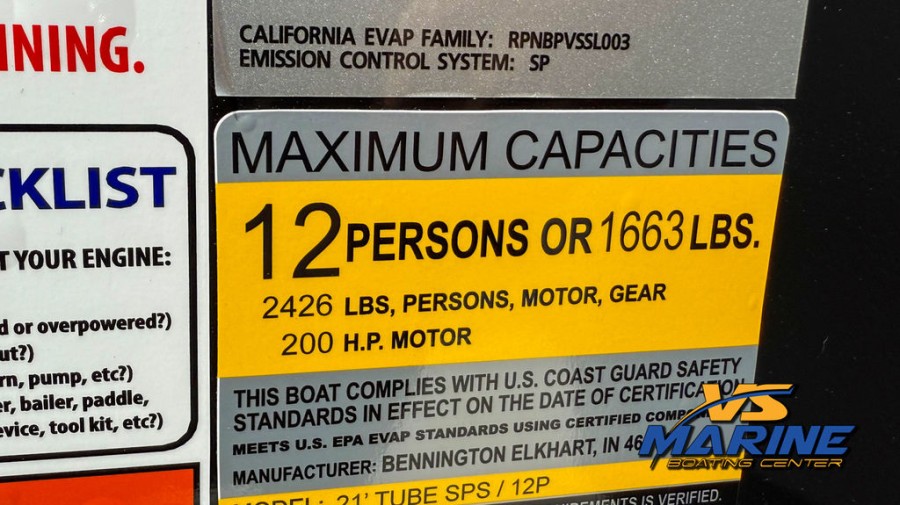 NING.
CKLIST
T YOUR ENGINE:
d or overpowered?)
ut?)
rn, pump, etc?)
er, bailer, paddle,
evice, tool kit, etc?)
CALIFORNIA EVAP FAMILY: RPNBPVSSL003
EMISSION CONTROL SYSTEM: SP
MAXIMUM CAPACITIES
12 PERSONS OR 1663 LBS.
2426 LBS, PERSONS, MOTOR, GEAR
200 H.P. MOTOR
THIS BOAT COMPLIES WITH U.S. COAST GUARD SAFETY
STANDARDS IN EFFECT ON THE DATE OF CERTIFICATION
MEETS U.S. EPA EVAP STANDARDS USING CERTIFIED
MANUFACTURER: BENNINGTON ELKHART, IN 46
MODEL: 21' TUBE SPS / 12P
IS VERIFIED.
VS
MARINE
BOATING CENTER